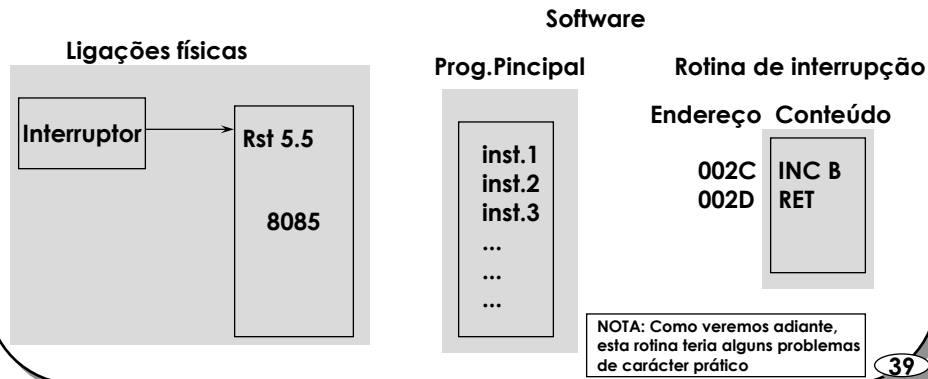 Software
Ligações físicas
Prog.Pincipal
Rotina de interrupção
Interruptor
Rst 5.5
8085
inst.1
inst.2
inst.3
...
...
...
Endereço Conteúdo
002C INC B
002D RET
NOTA: Como veremos adiante,
esta rotina teria alguns problemas
de carácter prático
39